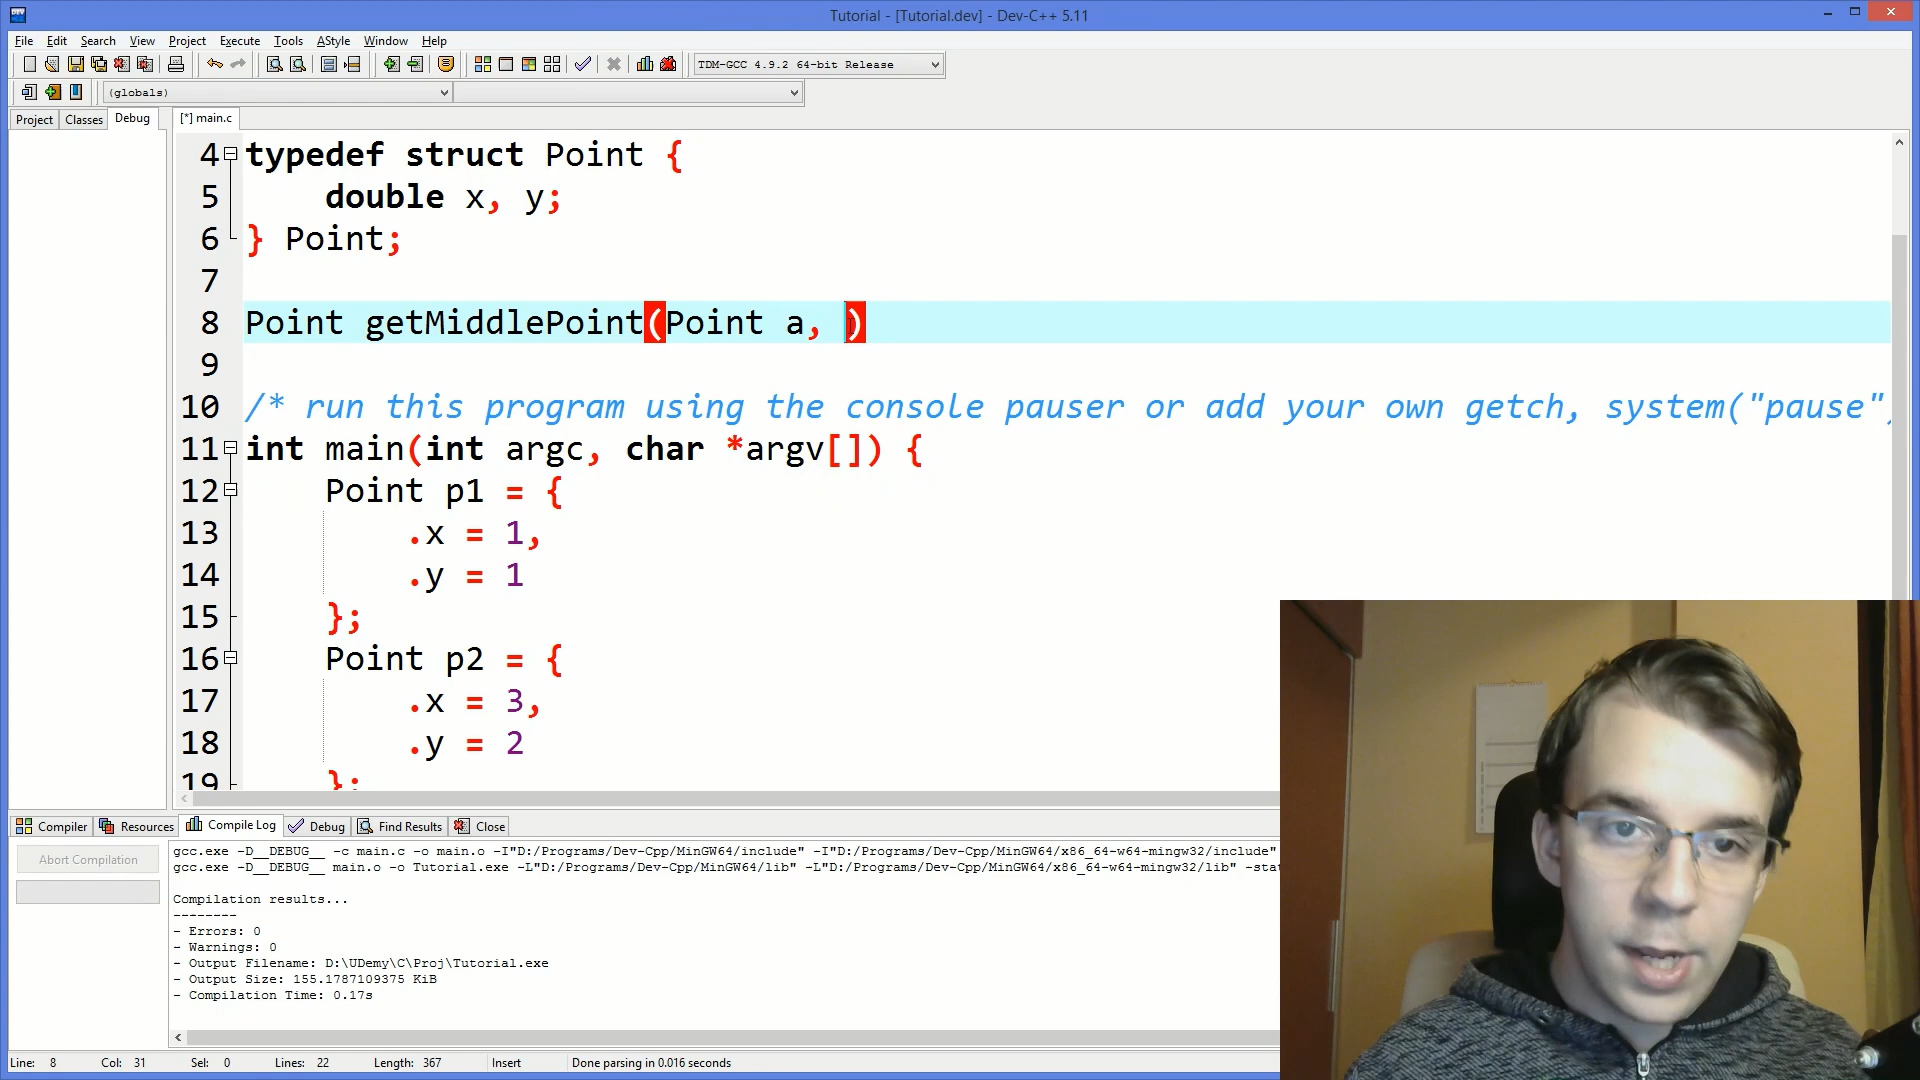 Tutorial - [Tutorial.dev] - Dev-C++ 5.11
File Edit Search View Project Execute Tools AStyle Window Help
TDM-GCC 4.9.2 64-bit Release
(globals)
Project Classes Debug [*] main.c
4 typedef struct Point {
5 double x, y;
6 } Point;
7
8 Point getMiddlePoint(Point a, )
9
10 /* run this program using the console pauser or add your own getch, system("pause")
11 int main(int argc, char *argv[]) {
12 Point p1 = {
13 .x = 1,
14 .y = 1
15 };
16 Point p2 = {
17 .x = 3,
18 .y = 2
19 };
Compiler Resources Compile Log Debug Find Results Close
Abort Compilation
gcc.exe -D__DEBUG__ -c main.c -o main.o -I"D:/Programs/Dev-Cpp/MinGW64/include" -I"D:/Programs/Dev-Cpp/MinGW64/x86_64-w64-mingw32/include"
gcc.exe -D__DEBUG__ main.o -o Tutorial.exe -L"D:/Programs/Dev-Cpp/MinGW64/lib" -L"D:/Programs/Dev-Cpp/MinGW64/x86_64-w64-mingw32/lib" -sta
Compilation results...
--------
- Errors: 0
- Warnings: 0
- Output Filename: D:\UDemy\C\Proj\Tutorial.exe
- Output Size: 155.1787109375 KiB
- Compilation Time: 0.17s
Line: 8 Col: 31 Sel: 0 Lines: 22 Length: 367 Insert Done parsing in 0.016 seconds